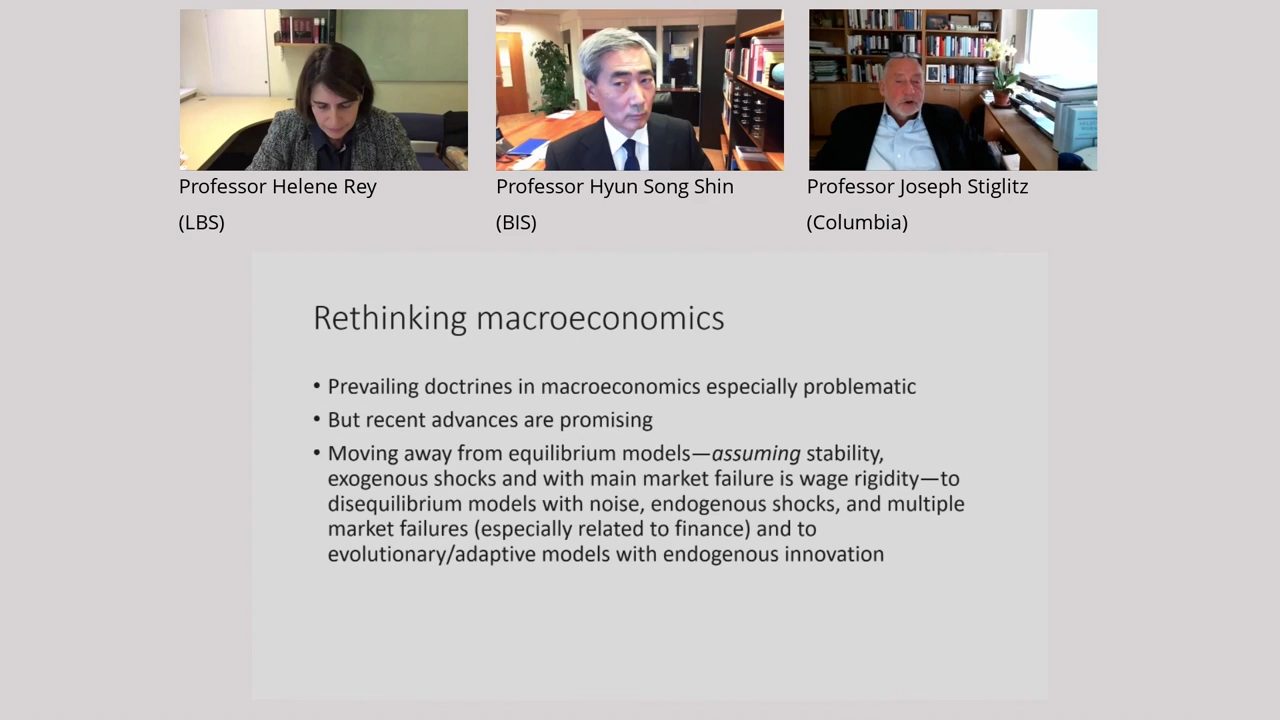 Professor Helene Rey
(LBS)
Professor Hyun Song Shin
(BIS)
Professor Joseph Stiglitz
(Columbia)
Rethinking macroeconomics
• Prevailing doctrines in macroeconomics especially problematic
• But recent advances are promising
• Moving away from equilibrium models—assuming stability,
exogenous shocks and with main market failure is wage rigidity—to
disequilibrium models with noise, endogenous shocks, and multiple
market failures (especially related to finance) and to
evolutionary/adaptive models with endogenous innovation